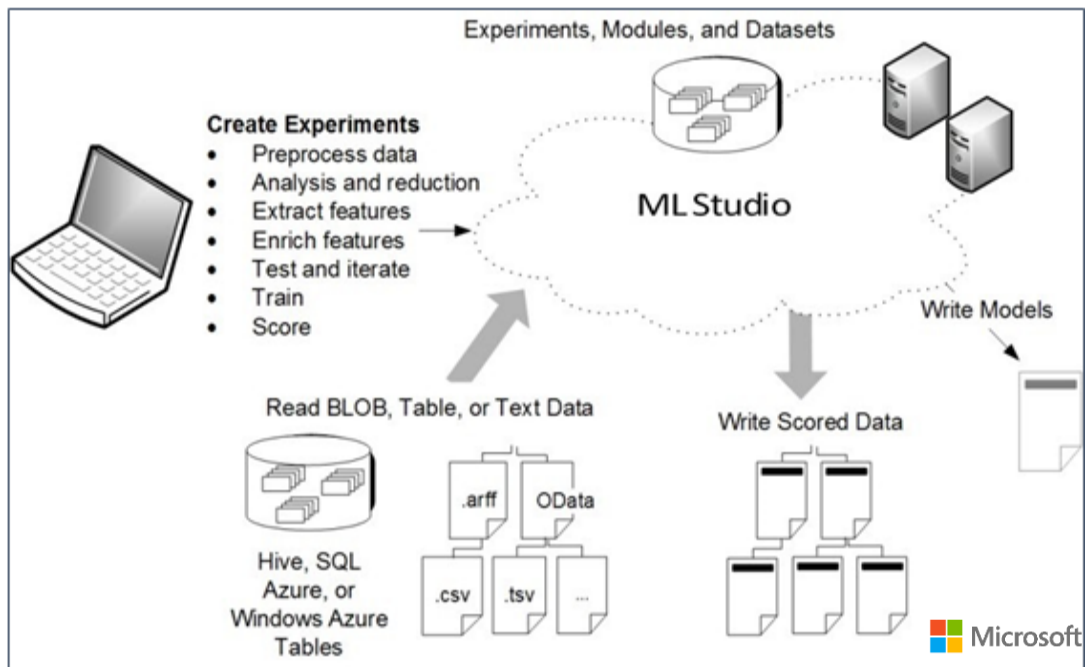 Experiments, Modules, and Datasets
Create Experiments
• Preprocess data
• Analysis and reduction
• Extract features
• Enrich features
• Test and iterate
• Train
• Score
ML Studio
Write Models
Read BLOB, Table, or Text Data
Write Scored Data
.arff
OData
.csv
.tsv
...
Hive, SQL
Azure, or
Windows Azure
Tables
Microsoft